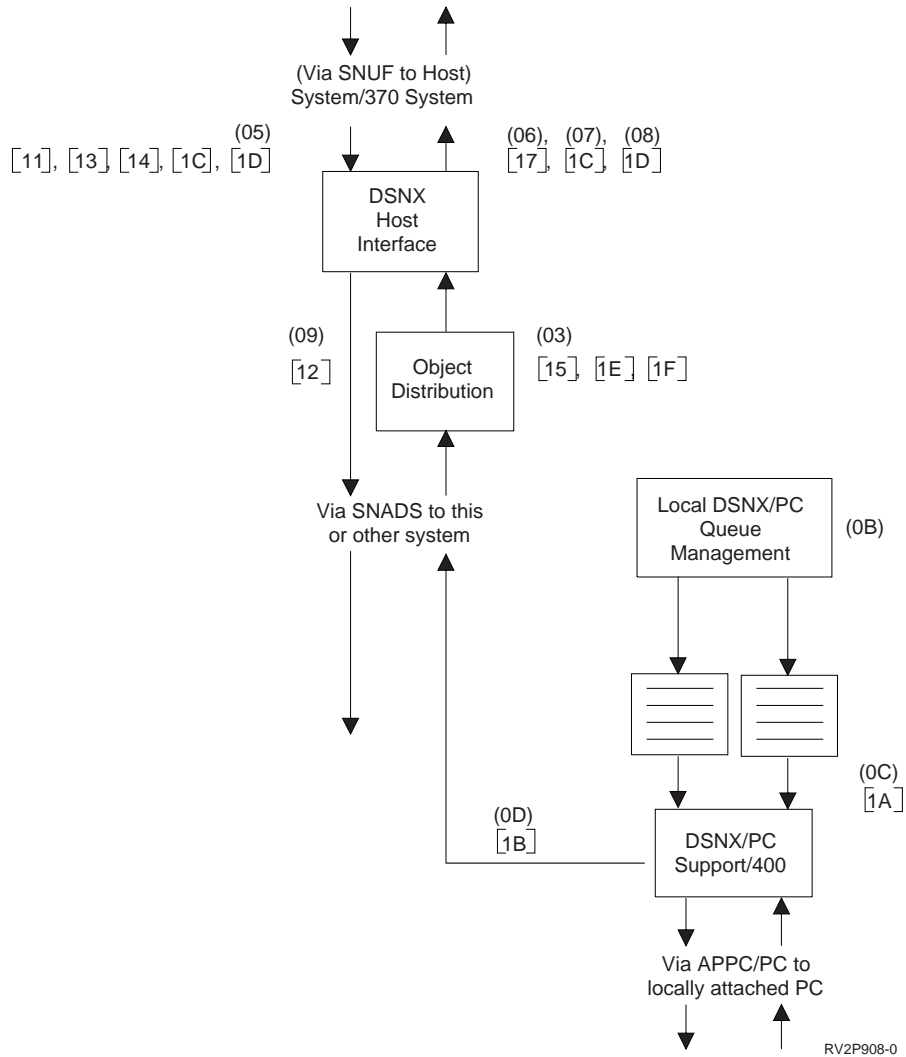 (Via SNUF to Host)
System/370 System
(05)
[11], [13], [14], [1C], [1D]
(06), (07), (08)
[17], [1C], [1D]
DSNX
Host
Interface
(09)
[12]
Object
Distribution
(03)
[15], [1E], [1F]
Via SNADS to this
or other system
Local DSNX/PC
Queue
Management
(0B)
(0C)
[1A]
(0D)
[1B]
DSNX/PC
Support/400
Via APPC/PC to
locally attached PC
RV2P908-0